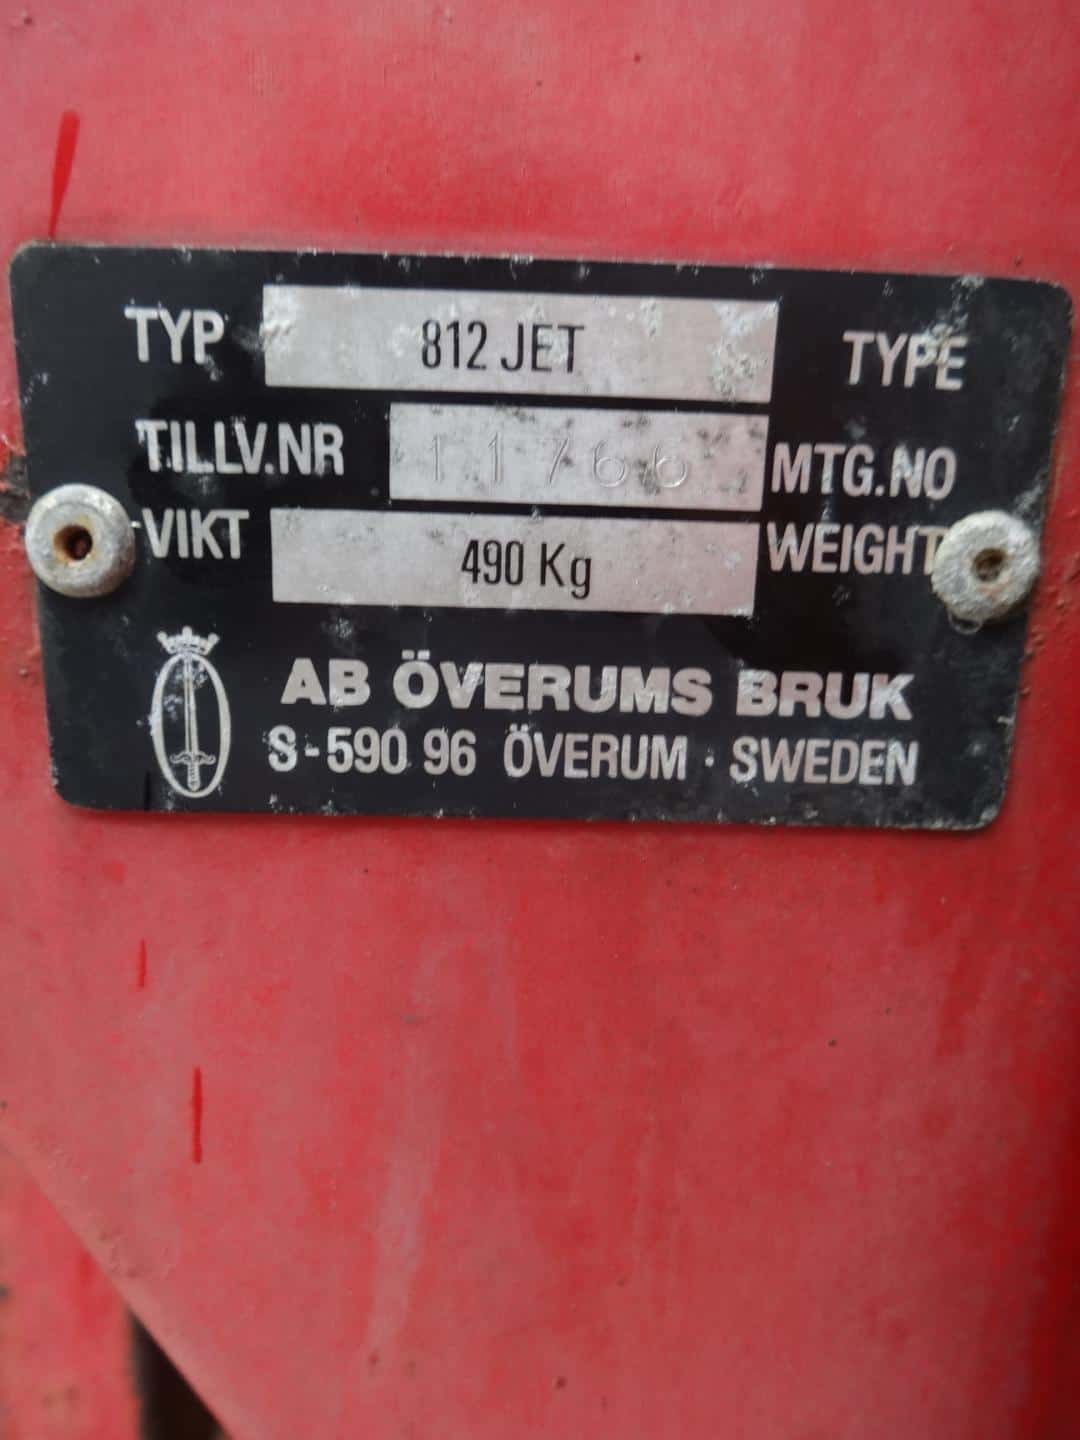 TYP 812 JET TYPE
TILLV.NR 11766 MTG.NO
VIKT 490 Kg WEIGHT
AB ÖVERUMS BRUK
S-590 96 ÖVERUM · SWEDEN